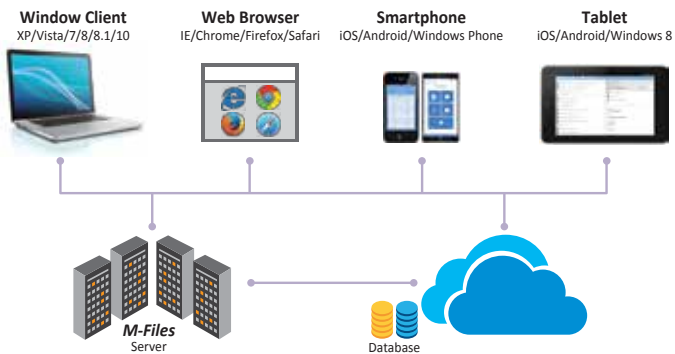 Window Client
XP/Vista/7/8/8.1/10
Web Browser
IE/Chrome/Firefox/Safari
Smartphone
iOS/Android/Windows Phone
Tablet
iOS/Android/Windows 8
M-Files
Server
Database